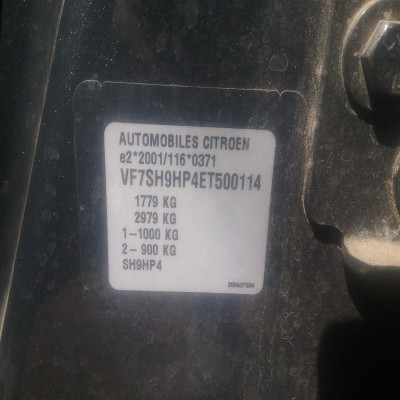 AUTOMOBILES CITROEN
e2*2001/116*0371
VF7SH9HP4ET500114
1779 KG
2979 KG
1-1000 KG
2- 900 KG
SH9HP4